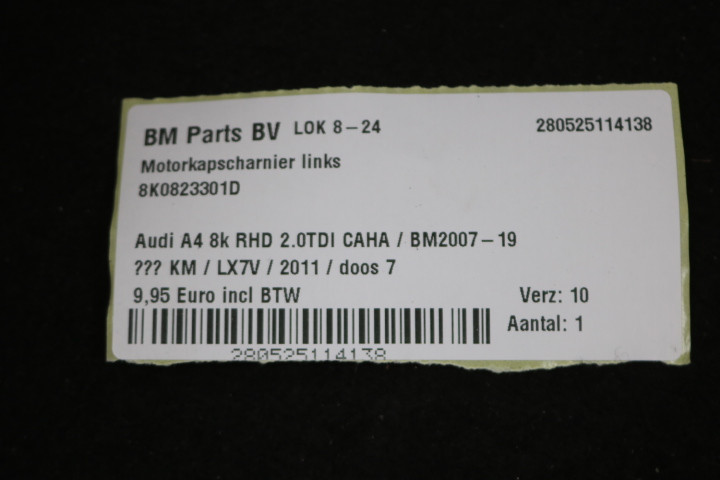 BM Parts BV LOK 8-24 280525114138
Motorkapscharnier links
8K0823301D
Audi A4 8k RHD 2.0TDI CAHA / BM2007-19
??? KM / LX7V / 2011 / doos 7
9,95 Euro incl BTW Verz: 10
Aantal: 1
280525114138